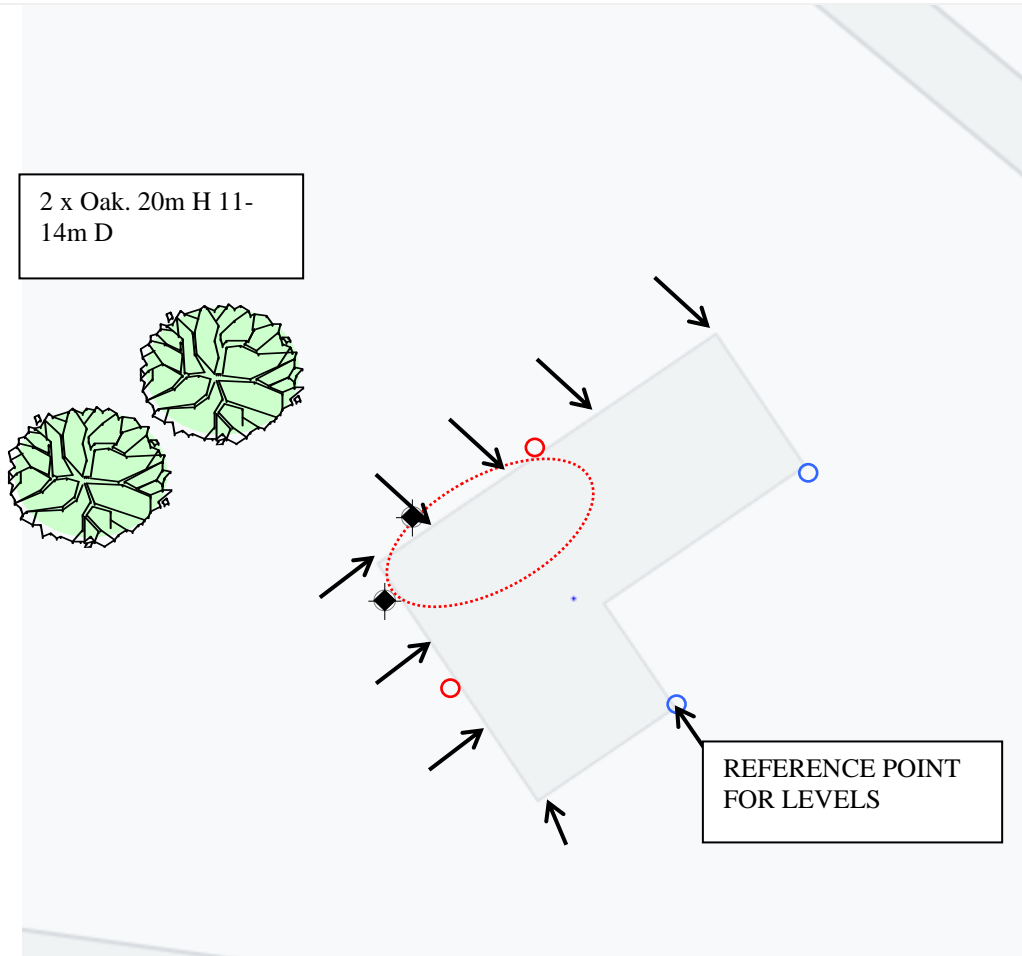 2 x Oak. 20m H 11-
14m D
REFERENCE POINT
FOR LEVELS